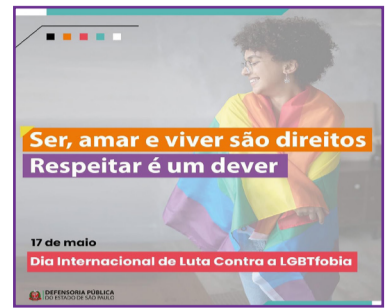 Ser, amar e viver são direitos
Respeitar é um dever
17 de maio
Dia Internacional de Luta Contra a LGBTfobia
DEFENSORIA PÚBLICA
DO ESTADO DE SÃO PAULO